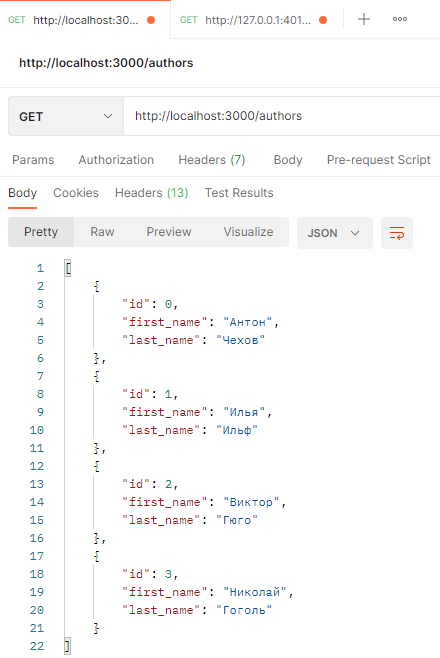 GET http://localhost:30... GET http://127.0.0.1:401...
http://localhost:3000/authors
GET http://localhost:3000/authors
Params Authorization Headers (7) Body Pre-request Script
Body Cookies Headers (13) Test Results
Pretty Raw Preview Visualize JSON
1 [
2 {
3 "id": 0,
4 "first_name": "Антон",
5 "last_name": "Чехов"
6 },
7 {
8 "id": 1,
9 "first_name": "Илья",
10 "last_name": "Ильф"
11 },
12 {
13 "id": 2,
14 "first_name": "Виктор",
15 "last_name": "Гюго"
16 },
17 {
18 "id": 3,
19 "first_name": "Николай",
20 "last_name": "Гоголь"
21 }
22 ]